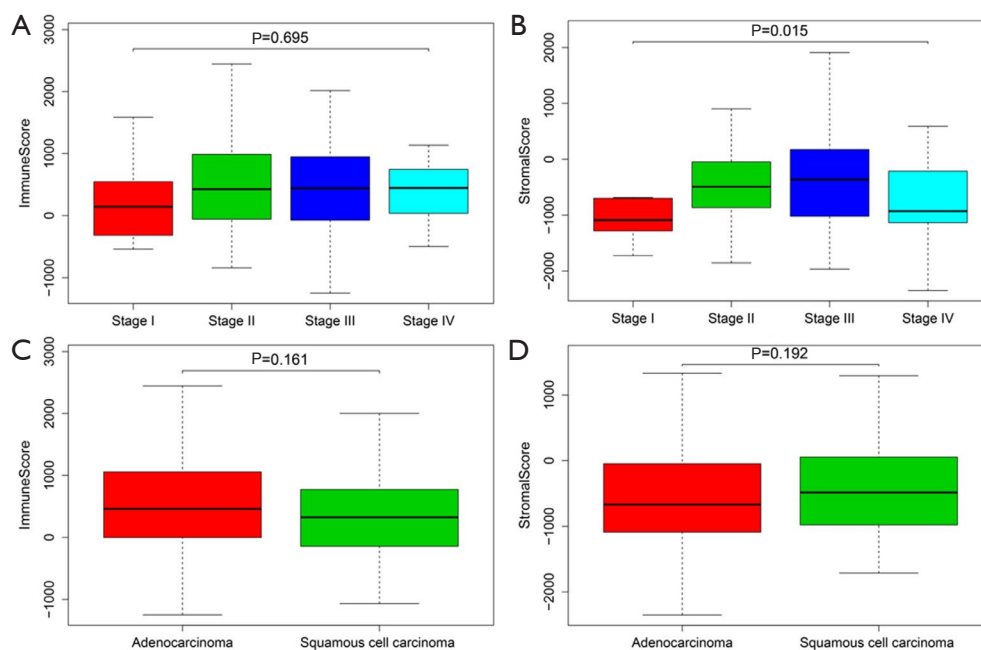 A
P=0.695
ImmuneScore
3000
2000
1000
0
−1000
Stage I Stage II Stage III Stage IV
B
P=0.015
StromalScore
2000
1000
0
−1000
−2000
Stage I Stage II Stage III Stage IV
C
P=0.161
ImmuneScore
3000
2000
1000
0
−1000
Adenocarcinoma Squamous cell carcinoma
D
P=0.192
StromalScore
1000
0
−1000
−2000
Adenocarcinoma Squamous cell carcinoma